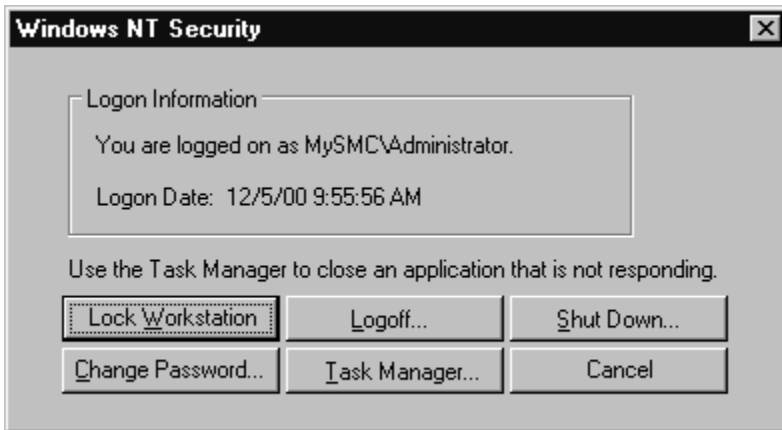 Windows NT Security
Logon Information
You are logged on as MySMC\Administrator.
Logon Date: 12/5/00 9:55:56 AM
Use the Task Manager to close an application that is not responding.
Lock Workstation Logoff... Shut Down...
Change Password... Task Manager... Cancel